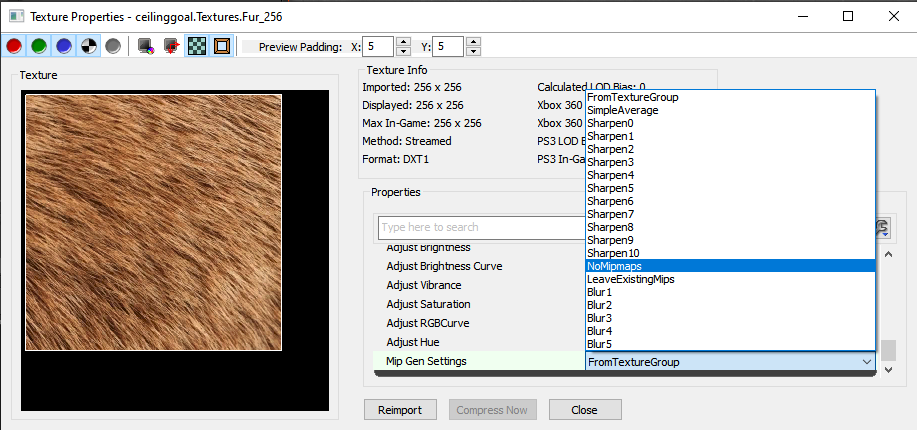 Texture Properties - ceilinggoal.Textures.Fur_256
Preview Padding: X: 5 Y: 5
Texture
Texture Info
Imported: 256 x 256
Displayed: 256 x 256
Max In-Game: 256 x 256
Method: Streamed
Format: DXT1
Calculated LOD Bias: 0
Xbox 360
Xbox 360
PS3 LOD B
PS3 In-Ga
Properties
Type here to search
Adjust Brightness
Adjust Brightness Curve
Adjust Vibrance
Adjust Saturation
Adjust RGBCurve
Adjust Hue
Mip Gen Settings
FromTextureGroup
SimpleAverage
Sharpen0
Sharpen1
Sharpen2
Sharpen3
Sharpen4
Sharpen5
Sharpen6
Sharpen7
Sharpen8
Sharpen9
Sharpen10
NoMipmaps
LeaveExistingMips
Blur1
Blur2
Blur3
Blur4
Blur5
FromTextureGroup
Reimport
Compress Now
Close